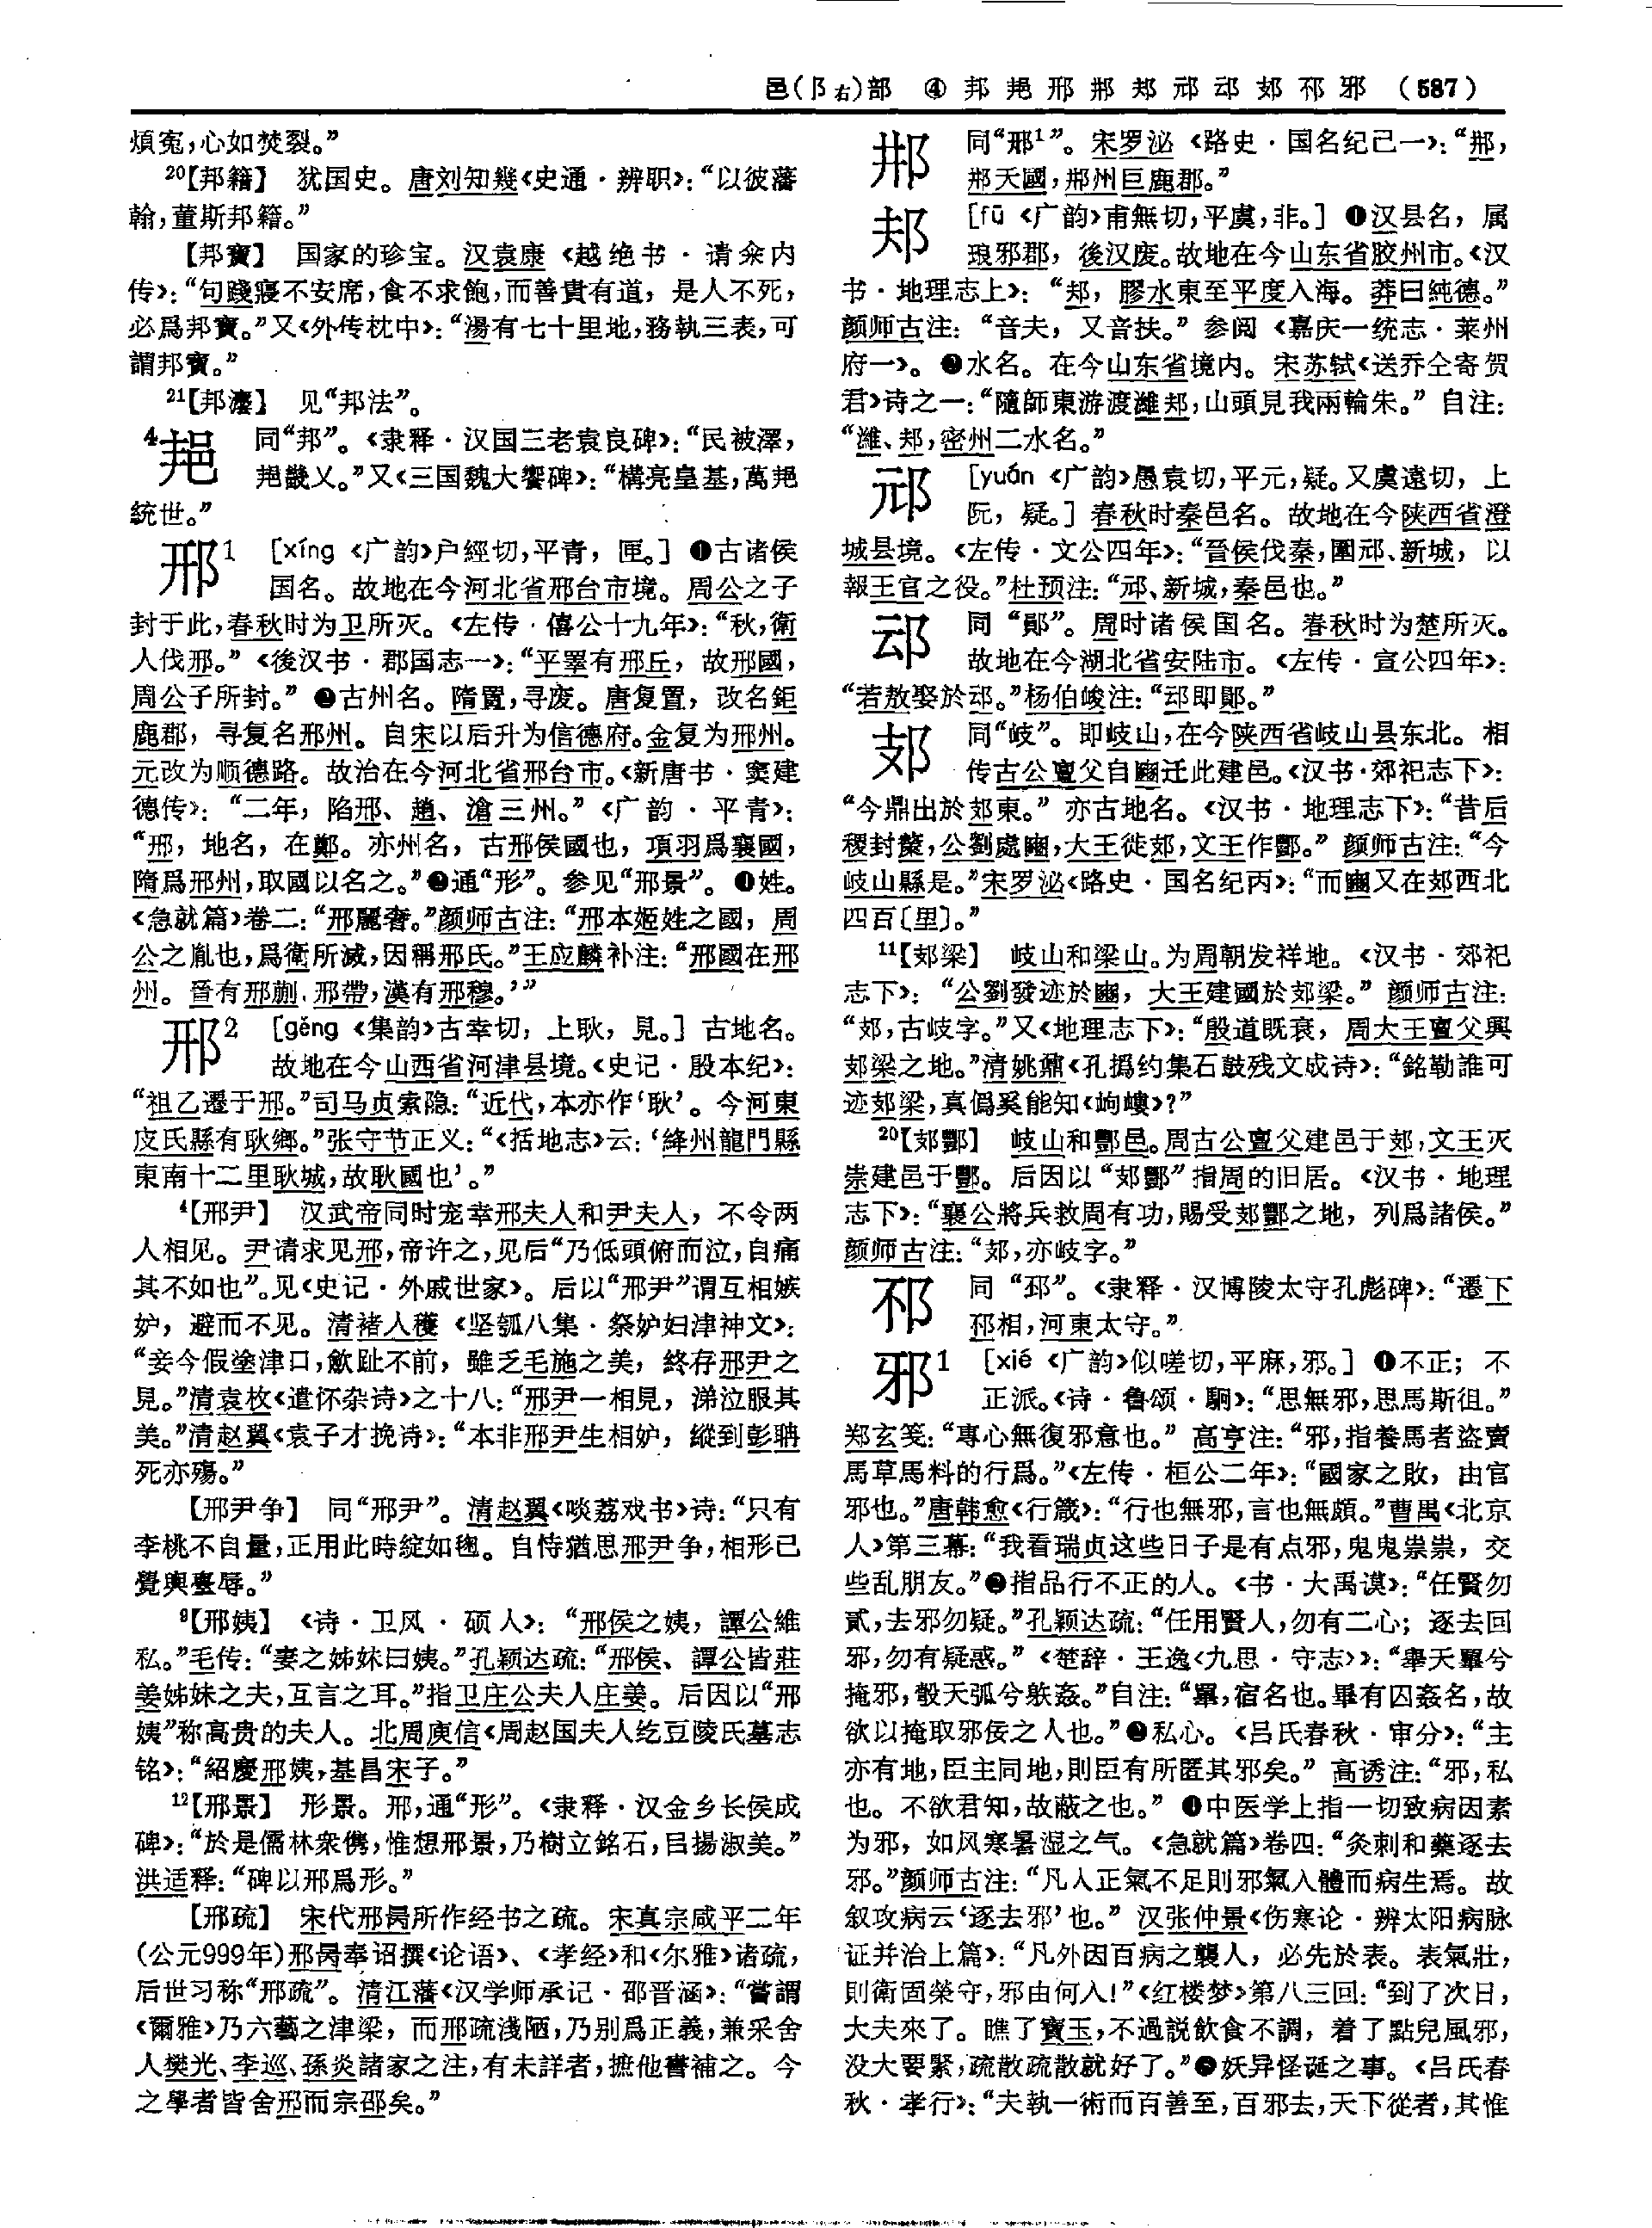 邑(阝右)部 ④ 邦 䢽 邢 郱 邞 邧 䢵 䢼 邳 邪 (587)
煩寃,心如焚裂。”
20【邦籍】 犹国史。唐刘知幾《史通·辨职》:“以彼藩
翰,董斯邦籍。”
【邦寶】 国家的珍宝。汉袁康《越绝书·请籴内
传》:“句踐寢不安席,食不求飽,而善貴有道,是人不死,
必爲邦寶。”又《外传枕中》:“湯有七十里地,務執三表,可
謂邦寶。”
21【邦灋】 见“邦法”。
4 同“邦”。《隶释·汉国三老袁良碑》:“民被澤,
畿乂。”又《三国魏大饗碑》:“構亮皇基,萬
統世。”
邢1 [xíng《广韵》户經切,平青,匣。] ❶古诸侯
国名。故地在今河北省邢台市境。周公之子
封于此,春秋时为卫所灭。《左传·僖公十九年》:“秋,衛
人伐邢。”《後汉书·郡国志一》:“平睪有邢丘,故邢國,
周公子所封。” ❷古州名。隋置,寻废。唐复置,改名鉅
鹿郡,寻复名邢州。自宋以后升为信德府。金复为邢州。
元改为顺德路。故治在今河北省邢台市。《新唐书·窦建
德传》:“二年,陷邢、趙、滄三州。”《广韵·平青》:
“邢,地名,在鄭。亦州名,古邢侯國也,項羽爲襄國,
隋爲邢州,取國以名之。”❸通“形”。参见“邢景”。❹姓。
《急就篇》卷二:“邢麗奢。”颜师古注:“邢本姬姓之國,周
公之胤也,爲衛所滅,因稱邢氏。”王应麟补注:“邢國在邢
州。晉有邢蒯、邢帶,漢有邢穆。’”
邢2 [gěng《集韵》古幸切,上耿,見。] 古地名。
故地在今山西省河津县境。《史记·殷本纪》:
“祖乙遷于邢。”司马贞索隐:“近代,本亦作‘耿’。今河東
皮氏縣有耿鄉。”张守节正义:“《括地志》云:‘絳州龍門縣
東南十二里耿城,故耿國也’。”
4【邢尹】 汉武帝同时宠幸邢夫人和尹夫人,不令两
人相见。尹请求见邢,帝许之,见后“乃低頭俯而泣,自痛
其不如也”。见《史记·外戚世家》。后以“邢尹”谓互相嫉
妒,避而不见。清褚人穫《坚瓠八集·祭妒妇津神文》:
“妾今假塗津口,歛趾不前,雖乏毛施之美,終存邢尹之
見。”清袁枚《遣怀杂诗》之十八:“邢尹一相見,涕泣服其
美。”清赵翼《袁子才挽诗》:“本非邢尹生相妒,縱到彭聃
死亦殤。”
【邢尹争】 同“邢尹”。清赵翼《啖荔戏书》诗:“只有
李桃不自量,正用此時綻如毱。自恃猶思邢尹争,相形已
覺輿臺辱。”
9【邢姨】 《诗·卫风·硕人》:“邢侯之姨,譚公維
私。”毛传:“妻之姊妹曰姨。”孔颖达疏:“邢侯、譚公皆莊
姜姊妹之夫,互言之耳。”指卫庄公夫人庄姜。后因以“邢
姨”称高贵的夫人。北周庾信《周赵国夫人纥豆陵氏墓志
铭》:“紹慶邢姨,基昌宋子。”
12【邢景】 形景。邢,通“形”。《隶释·汉金乡长侯成
碑》:“於是儒林衆儁,惟想邢景,乃樹立銘石,㠯揚淑美。”
洪适释:“碑以邢爲形。”
【邢疏】 宋代邢昺所作经书之疏。宋真宗咸平二年
(公元999年)邢昺奉诏撰《论语》、《孝经》和《尔雅》诸疏,
后世习称“邢疏”。清江藩《汉学师承记·邵晋涵》:“嘗謂
《爾雅》乃六藝之津梁,而邢疏淺陋,乃别爲正義,兼采舍
人樊光、李巡、孫炎諸家之注,有未詳者,摭他書補之。今
之學者皆舍邢而宗邵矣。”
同“邢1”。宋罗泌《路史·国名纪己一》:“,
天國,州巨鹿郡。”
邞 [fū《广韵》甫無切,平虞,非。] ❶汉县名,属
琅邪郡,後汉废。故地在今山东省胶州市。《汉
书·地理志上》:“邞,膠水東至平度入海。莽曰純德。”
颜师古注:“音夫,又音扶。”参阅《嘉庆一统志·莱州
府一》。❷水名。在今山东省境内。宋苏轼《送乔仝寄贺
君》诗之一:“隨師東游渡濰邞,山頭見我兩輪朱。”自注:
“濰、邞,密州二水名。”
邧 [yuán《广韵》愚袁切,平元,疑。又虞遠切,上
阮,疑。] 春秋时秦邑名。故地在今陕西省澄
城县境。《左传·文公四年》:“晉侯伐秦,圍邧、新城,以
報王官之役。”杜预注:“邧、新城,秦邑也。”
䢵 同“鄖”。周时诸侯国名。春秋时为楚所灭。
故地在今湖北省安陆市。《左传·宣公四年》:
“若敖娶於䢵。”杨伯峻注:“䢵即鄖。”
郊 同“岐”。即岐山,在今陕西省岐山县东北。相
传古公亶父自豳迁此建邑。《汉书·郊祀志下》:
“今鼎出於東。”亦古地名。《汉书·地理志下》:“昔后
稷封斄,公劉處豳,大王徙,文王作酆。”颜师古注:“今
岐山縣是。”宋罗泌《路史·国名纪丙》:“而豳又在西北
四百〔里〕。”
11【梁】 岐山和梁山。为周朝发祥地。《汉书·郊祀
志下》:“公劉發迹於豳,大王建國於梁。”颜师古注:
“,古岐字。”又《地理志下》:“殷道既衰,周大王亶父興
梁之地。”清姚鼐《孔㧑约集石鼓残文成诗》:“銘勒誰可
迹梁,真僞奚能知《岣嶁》?”
20【酆】 岐山和酆邑。周古公亶父建邑于,文王灭
崇建邑于酆。后因以“酆”指周的旧居。《汉书·地理
志下》:“襄公將兵救周有功,賜受酆之地,列爲諸侯。”
颜师古注:“,亦岐字。”
同“邳”。《隶释·汉博陵太守孔彪碑》:“遷下
相,河東太守。”
邪1 [xié《广韵》似嗟切,平麻,邪。] ❶不正;不
正派。《诗·鲁颂·駉》:“思無邪,思馬斯徂。”
郑玄笺:“專心無復邪意也。”高亨注:“邪,指養馬者盜賣
馬草馬料的行爲。”《左传·桓公二年》:“國家之敗,由官
邪也。”唐韩愈《行箴》:“行也無邪,言也無頗。”曹禺《北京
人》第三幕:“我看瑞贞这些日子是有点邪,鬼鬼祟祟,交
些乱朋友。”❷指品行不正的人。《书·大禹谟》:“任賢勿
貳,去邪勿疑。”孔颖达疏:“任用賢人,勿有二心;逐去回
邪,勿有疑惑。”《楚辞·王逸〈九思·守志〉》:“舉天罼兮
掩邪,彀天弧兮躲姦。”自注:“罼,宿名也。畢有囚姦名,故
欲以掩取邪佞之人也。”❸私心。《吕氏春秋·审分》:“主
亦有地,臣主同地,則臣有所匿其邪矣。”高诱注:“邪,私
也。不欲君知,故蔽之也。”❹中医学上指一切致病因素
为邪,如风寒暑湿之气。《急就篇》卷四:“灸刺和藥逐去
邪。”颜师古注:“凡人正氣不足則邪氣入體而病生焉。故
叙攻病云‘逐去邪’也。”汉张仲景《伤寒论·辨太阳病脉
证并治上篇》:“凡外因百病之襲人,必先於表。表氣壯,
則衛固榮守,邪由何入!”《红楼梦》第八三回:“到了次日,
大夫來了。瞧了寶玉,不過説飲食不調,着了點兒風邪,
没大要緊,疏散疏散就好了。”❺妖异怪诞之事。《吕氏春
秋·孝行》:“夫執一術而百善至,百邪去,天下從者,其惟